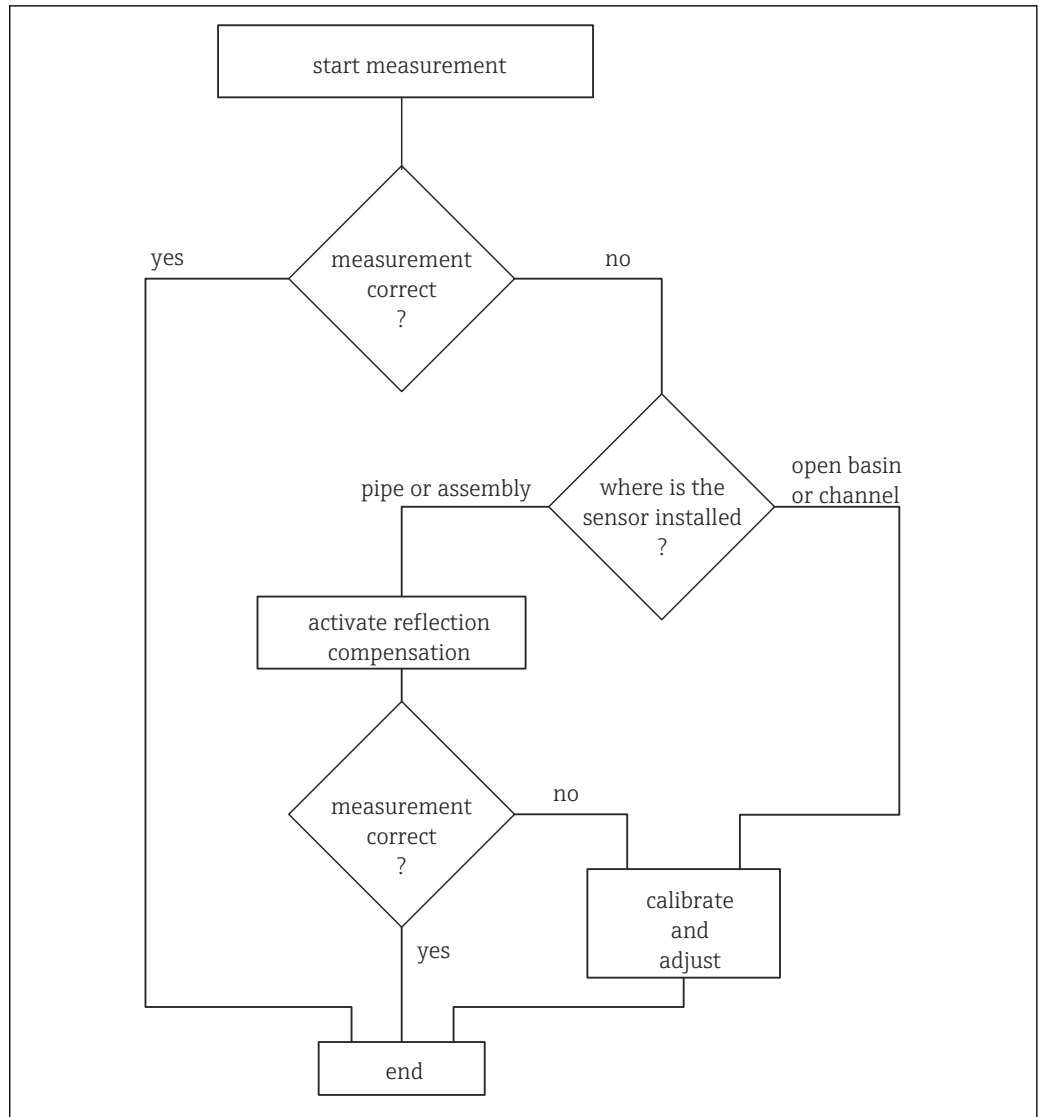 start measurement
yes
measurement
correct
?
no
pipe or assembly
where is the
sensor installed
?
open basin
or channel
activate reflection
compensation
measurement
correct
?
no
calibrate
and
adjust
yes
end